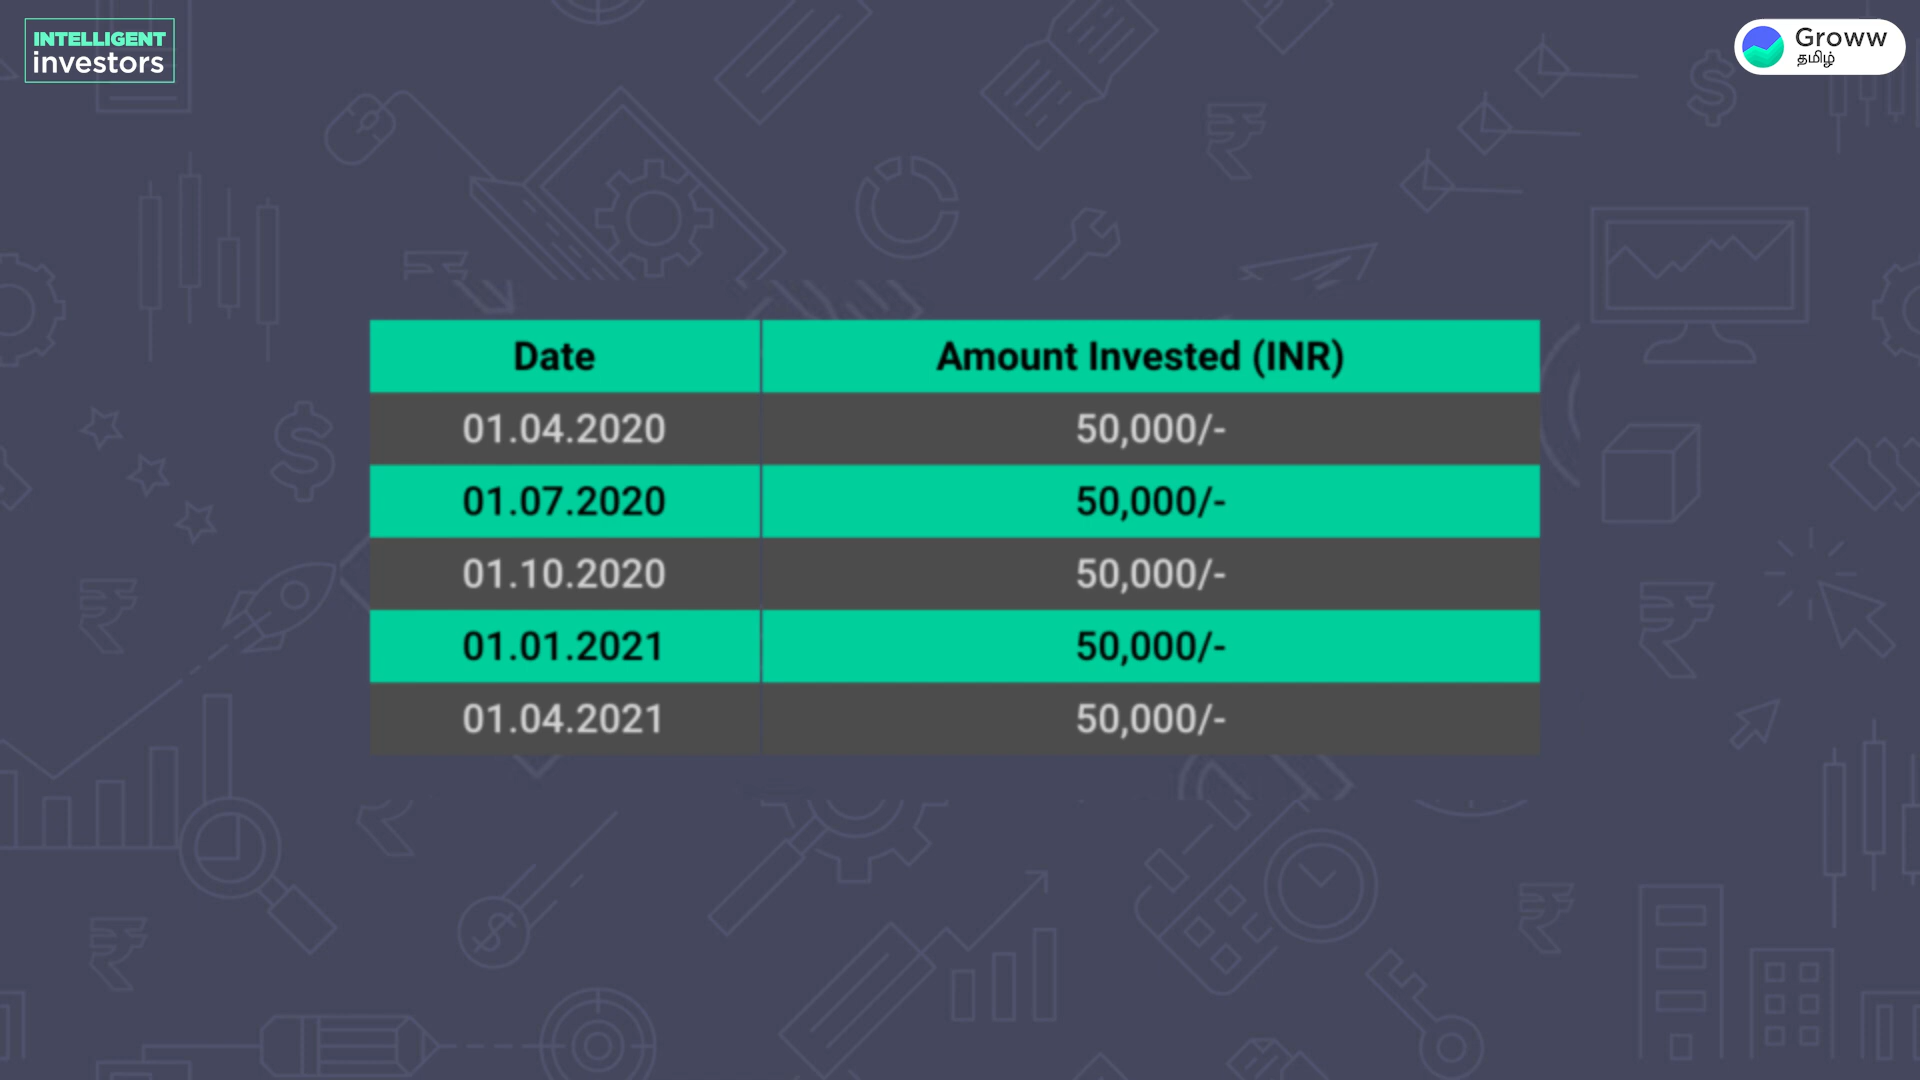 INTELLIGENT
investors
Groww
தமிழ்
Date Amount Invested (INR)
01.04.2020 50,000/-
01.07.2020 50,000/-
01.10.2020 50,000/-
01.01.2021 50,000/-
01.04.2021 50,000/-